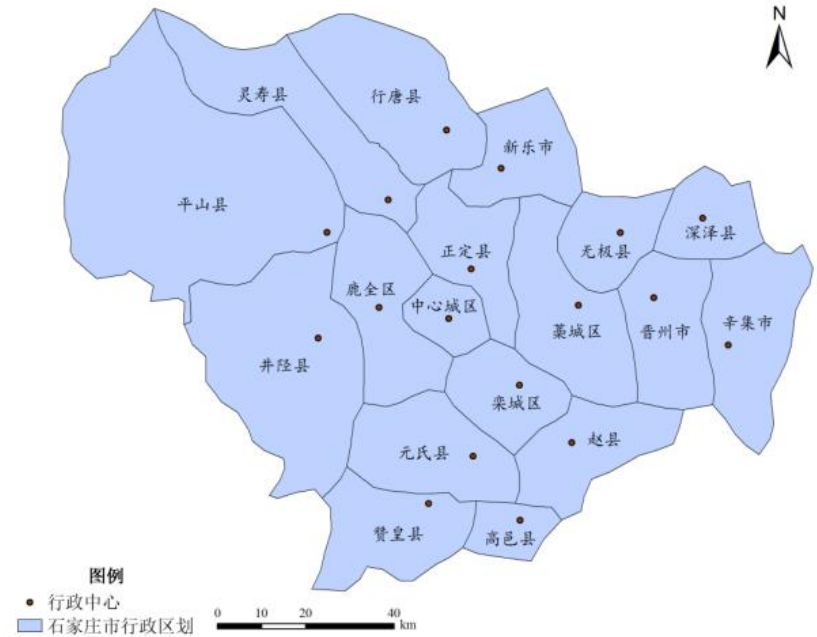 N
灵寿县
行唐县
新乐市
平山县
深泽县
正定县
无极县
鹿全区
中心城区
藁城区
晋州市
辛集市
井陉县
栾城区
元氏县
赵县
赞皇县
高邑县
图例
行政中心
石家庄市行政区划
0 10 20 40
km